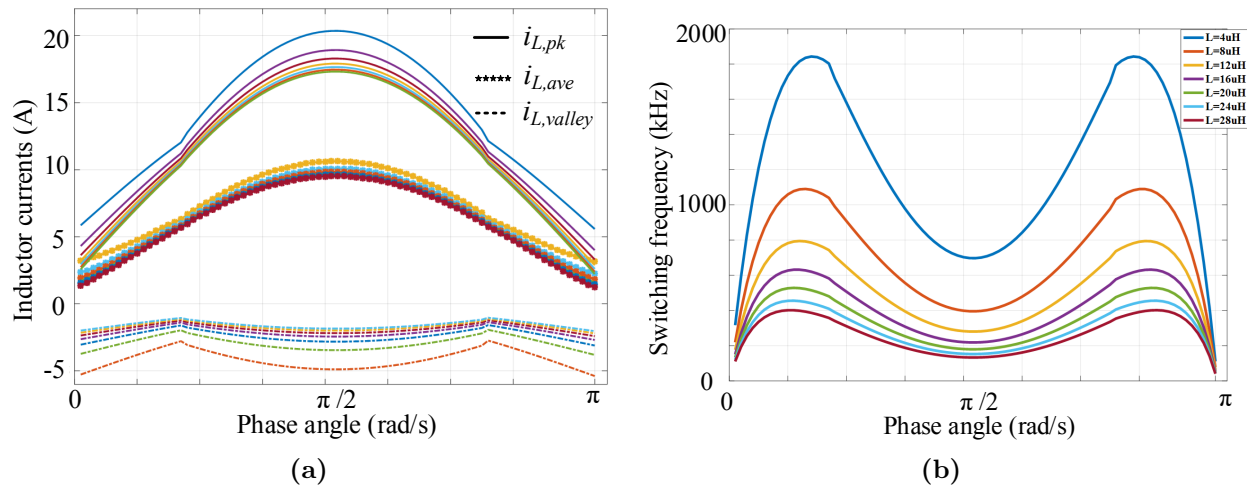 20
15
10
5
0
-5
Inductor currents (A)
i_{L,pk}
i_{L,ave}
i_{L,valley}
0
π /2
π
Phase angle (rad/s)
(a)
2000
1000
0
Switching frequency (kHz)
L=4uH
L=8uH
L=12uH
L=16uH
L=20uH
L=24uH
L=28uH
0
π /2
π
Phase angle (rad/s)
(b)